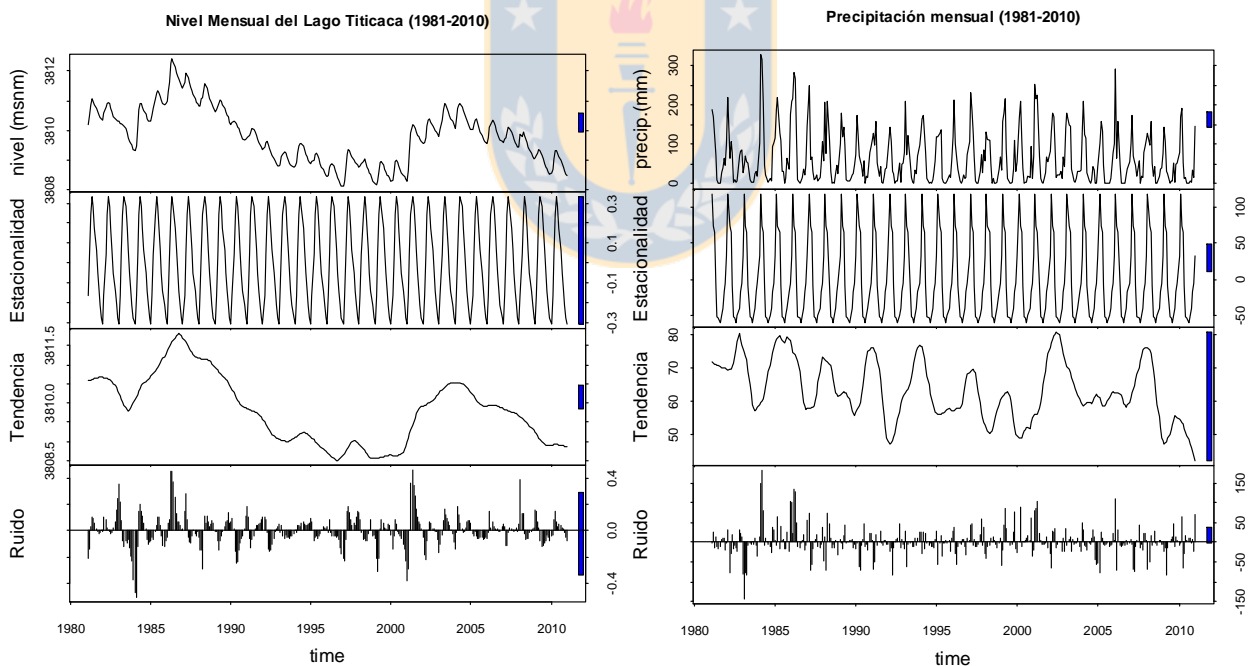 Nivel Mensual del Lago Titicaca (1981-2010)
nivel (msnm)
3808 3810 3812
Estacionalidad
-0.3 -0.1 0.1 0.3
Tendencia
3808.5 3810.0 3811.5
Ruido
-0.4 0.0 0.4
1980 1985 1990 1995 2000 2005 2010
time
Precipitación mensual (1981-2010)
precip.(mm)
0 100 200 300
Estacionalidad
-50 0 50 100
Tendencia
50 60 70 80
Ruido
-150 -50 50 150
1980 1985 1990 1995 2000 2005 2010
time